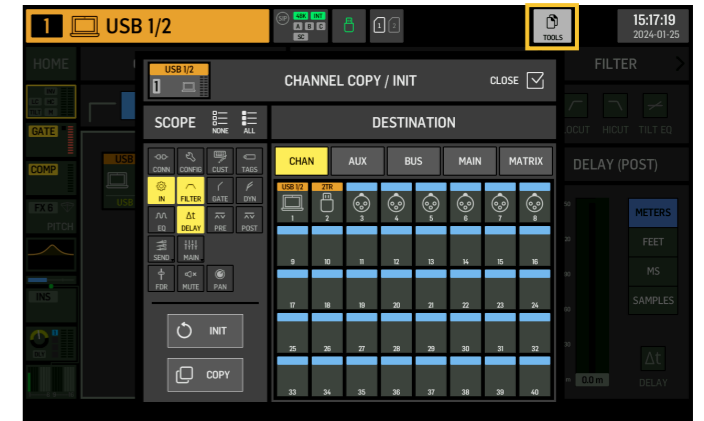 1 USB 1/2
SIP 48K INT
A B C
SC
1 2
TOOLS
15:17:19
2024-01-25
HOME
FILTER
USB 1/2
1
CHANNEL COPY / INIT
CLOSE
LOCUT HICUT TILT EQ
SCOPE
NONE ALL
DESTINATION
GATE
COMP
FX 6
PITCH
INS
USB
USB
CONN CONFIG CUST TAGS
IN FILTER GATE DYN
EQ Δt DELAY PRE POST
SEND MAIN
FDR MUTE PAN
INIT
COPY
CHAN AUX BUS MAIN MATRIX
USB 1/2 2TR
1 2 3 4 5 6 7 8
9 10 11 12 13 14 15 16
17 18 19 20 21 22 23 24
25 26 27 28 29 30 31 32
33 34 35 36 37 38 39 40
DELAY (POST)
METERS
FEET
MS
SAMPLES
Δt
0.0 m
DELAY